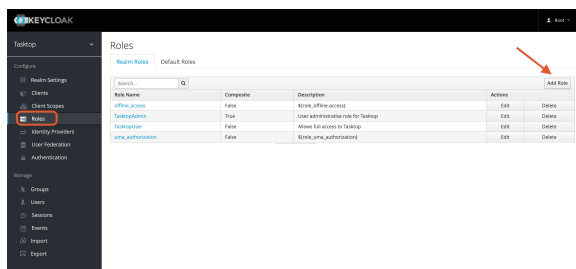 KEYCLOAK
Root
Tasktop
Configure
Realm Settings
Clients
Client Scopes
Roles
Identity Providers
User Federation
Authentication
Manage
Groups
Users
Sessions
Events
Import
Export
Roles
Realm Roles Default Roles
Search... Add Role
Role Name Composite Description Actions
offline_access False ${role_offline-access} Edit Delete
TasktopAdmin True User administrative role for Tasktop Edit Delete
TasktopUser False Allows full access to Tasktop Edit Delete
uma_authorization False ${role_uma_authorization} Edit Delete